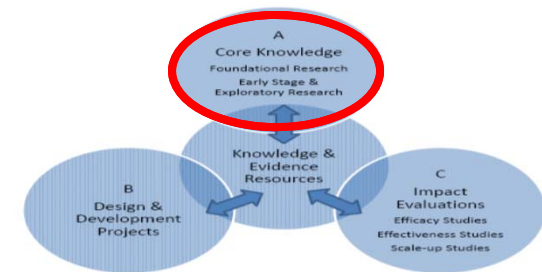 A
Core Knowledge
Foundational Research
Early Stage &
Exploratory Research
Knowledge &
Evidence
Resources
B
Design &
Development
Projects
C
Impact
Evaluations
Efficacy Studies
Effectiveness Studies
Scale-up Studies